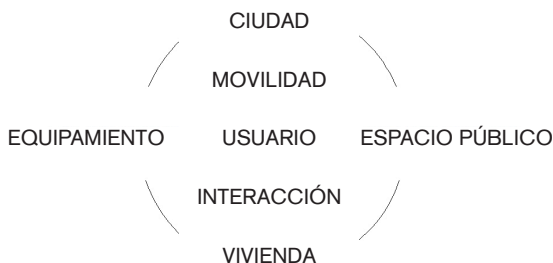 CIUDAD
MOVILIDAD
EQUIPAMIENTO USUARIO ESPACIO PÚBLICO
INTERACCIÓN
VIVIENDA